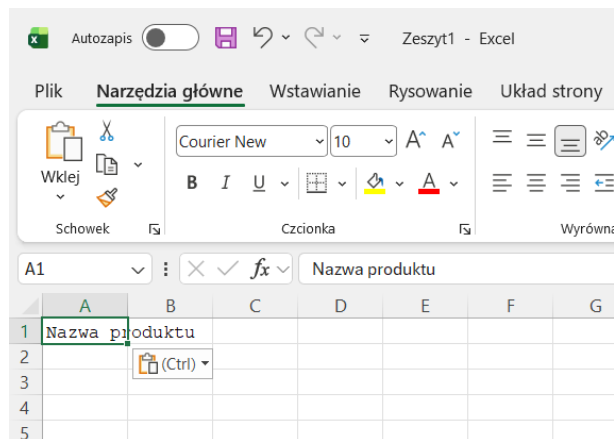 Autozapis Zeszyt1 - Excel
Plik Narzędzia główne Wstawianie Rysowanie Układ strony
Wklej Courier New 10 A A
B I U A
Schowek Czcionka Wyrówna
A1 fx Nazwa produktu
A B C D E F G
1 Nazwa produktu
2 (Ctrl)
3
4
5